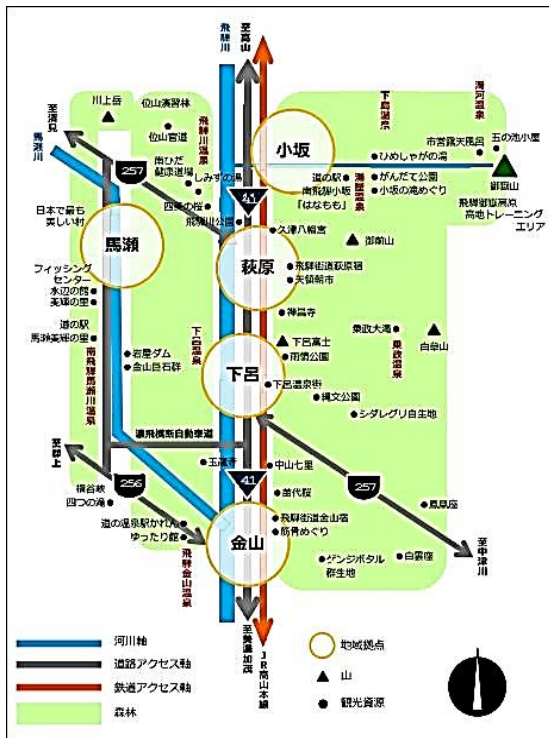 至高山
飛騨川
至清見
馬瀬川
川上岳
位山演習林
位山官道
飛騨川温泉
南ひだ
健康道場
しみずの湯
四美の桜
飛騨川公園
257
41
小坂
下島温泉
濁河温泉
市営露天風呂
五の池小屋
ひめしゃがの湯
がんだて公園
小坂の滝めぐり
道の駅
南飛騨小坂
「はなもも」
湯屋温泉
御嶽山
飛騨御嶽高原
高地トレーニング
エリア
日本で最も
美しい村
馬瀬
萩原
久津八幡宮
御前山
飛騨街道萩原宿
矢頓朝市
フィッシング
センター
水辺の館
美輝の里
道の駅
馬瀬美輝の里
南飛騨馬瀬川温泉
岩屋ダム
金山巨石群
下呂温泉
禅昌寺
下呂富士
雨情公園
乗政大滝
乗政温泉
白草山
下呂
下呂温泉街
縄文公園
シダレグリ自生地
濃飛横断自動車道
至郡上
256
横谷峡
四つの滝
玉龍寺
中山七里
41
苗代桜
257
鳳凰座
至中津川
道の温泉駅かれん
ゆったり館
飛騨金山温泉
金山
飛騨街道金山宿
筋骨めぐり
ゲンジボタル
群生地
白雲座
至美濃加茂
JR高山本線
河川軸
道路アクセス軸
鉄道アクセス軸
森林
地域拠点
山
観光資源